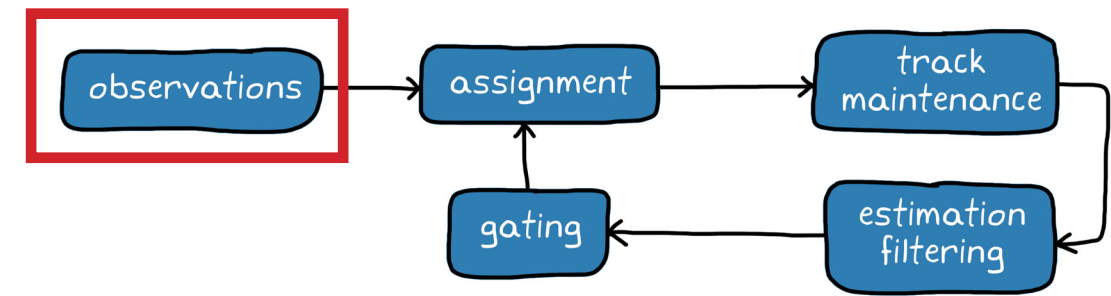 observations
assignment
track
maintenance
gating
estimation
filtering